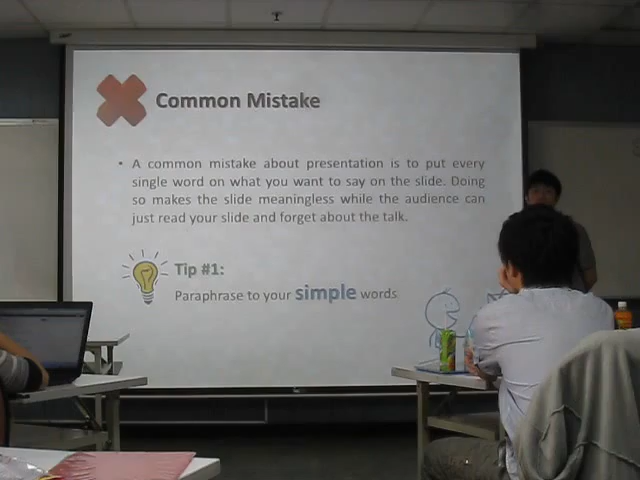 Common Mistake
• A common mistake about presentation is to put every
single word on what you want to say on the slide. Doing
so makes the slide meaningless while the audience can
just read your slide and forget about the talk.
Tip #1:
Paraphrase to your simple words